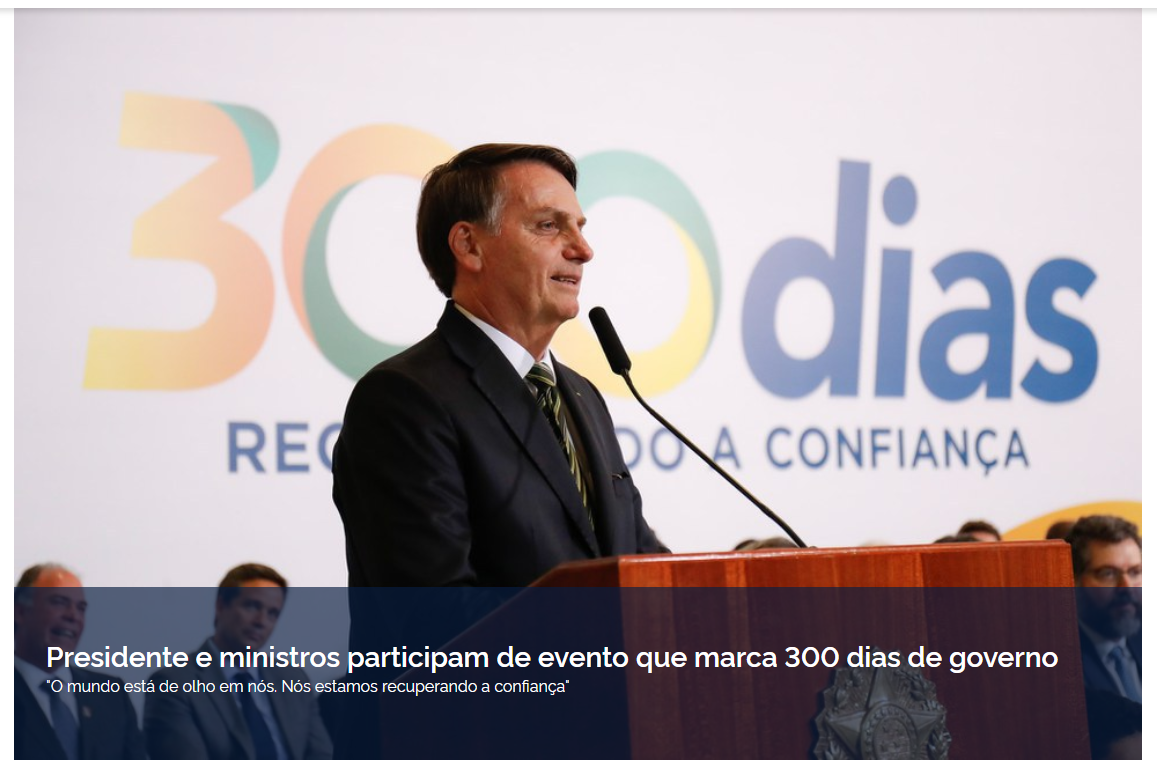 300 dias
REC DO A CONFIANÇA
Presidente e ministros participam de evento que marca 300 dias de governo
"O mundo está de olho em nós. Nós estamos recuperando a confiança"